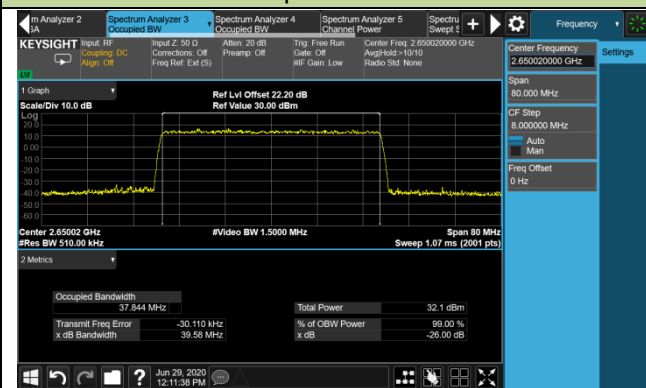 m Analyzer 2
SA
Spectrum Analyzer 3
Occupied BW
Spectrum Analyzer 4
Occupied BW
Spectrum Analyzer 5
Channel Power
Spectru
Swept S
Frequency
KEYSIGHT
Input: RF
Coupling: DC
Align: Off
Input Z: 50 Ω
Corrections: Off
Freq Ref: Ext (S)
Atten: 20 dB
Preamp: Off
Trig: Free Run
Gate: Off
#IF Gain: Low
Center Freq: 2.650020000 GHz
Avg|Hold:>10/10
Radio Std: None
LXI
Center Frequency
2.650020000 GHz
Settings
Span
80.000 MHz
CF Step
8.000000 MHz
Auto
Man
Freq Offset
0 Hz
1 Graph
Scale/Div 10.0 dB
Ref Lvl Offset 22.20 dB
Ref Value 30.00 dBm
Log
20.0
10.0
0.00
-10.0
-20.0
-30.0
-40.0
-50.0
-60.0
Center 2.65002 GHz
#Res BW 510.00 kHz
#Video BW 1.5000 MHz
Span 80 MHz
Sweep 1.07 ms (2001 pts)
2 Metrics
Occupied Bandwidth
37.844 MHz
Total Power 32.1 dBm
Transmit Freq Error -30.110 kHz
% of OBW Power 99.00 %
x dB Bandwidth 39.58 MHz
x dB -26.00 dB
?
Jun 29, 2020
12:11:38 PM